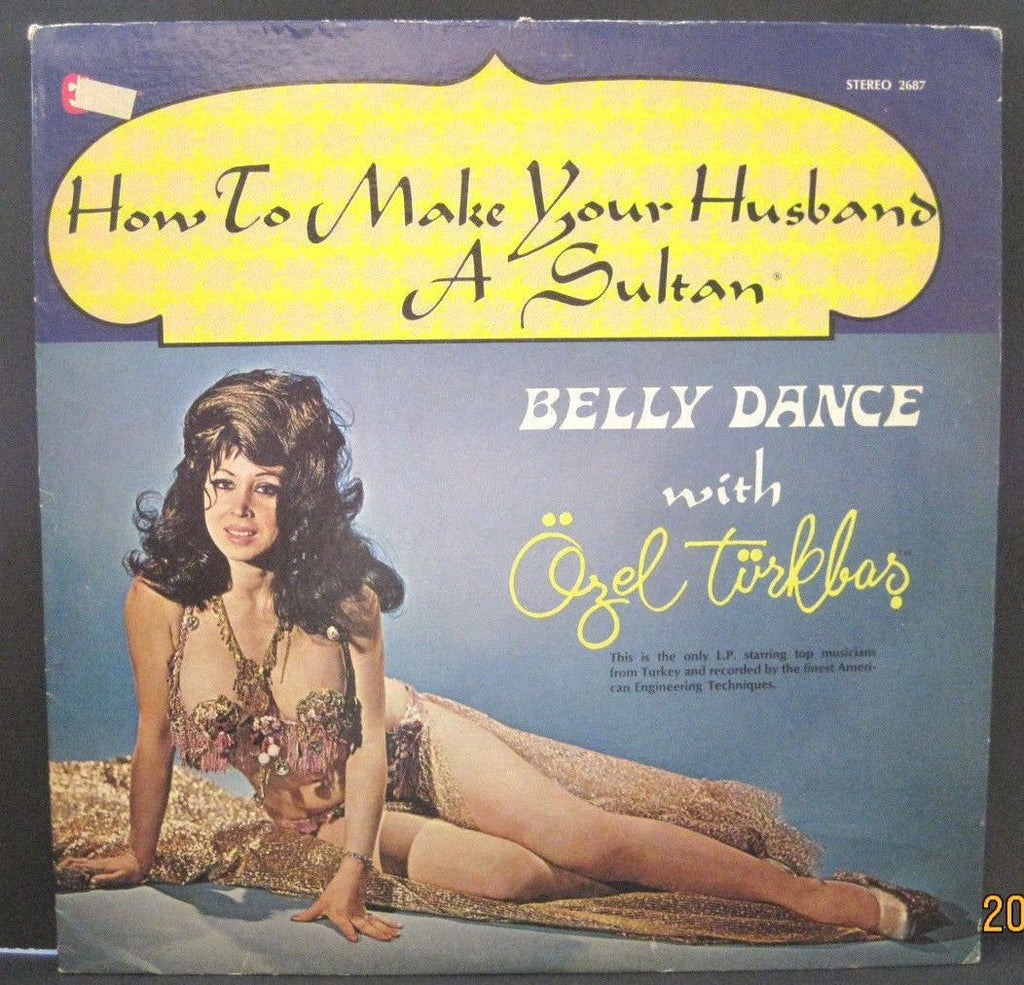 STEREO 2687
How To Make Your Husband
A Sultan®
BELLY DANCE
with
Özel Türkbaş™
This is the only L.P. starring top musicians
from Turkey and recorded by the finest Ameri-
can Engineering Techniques.
20